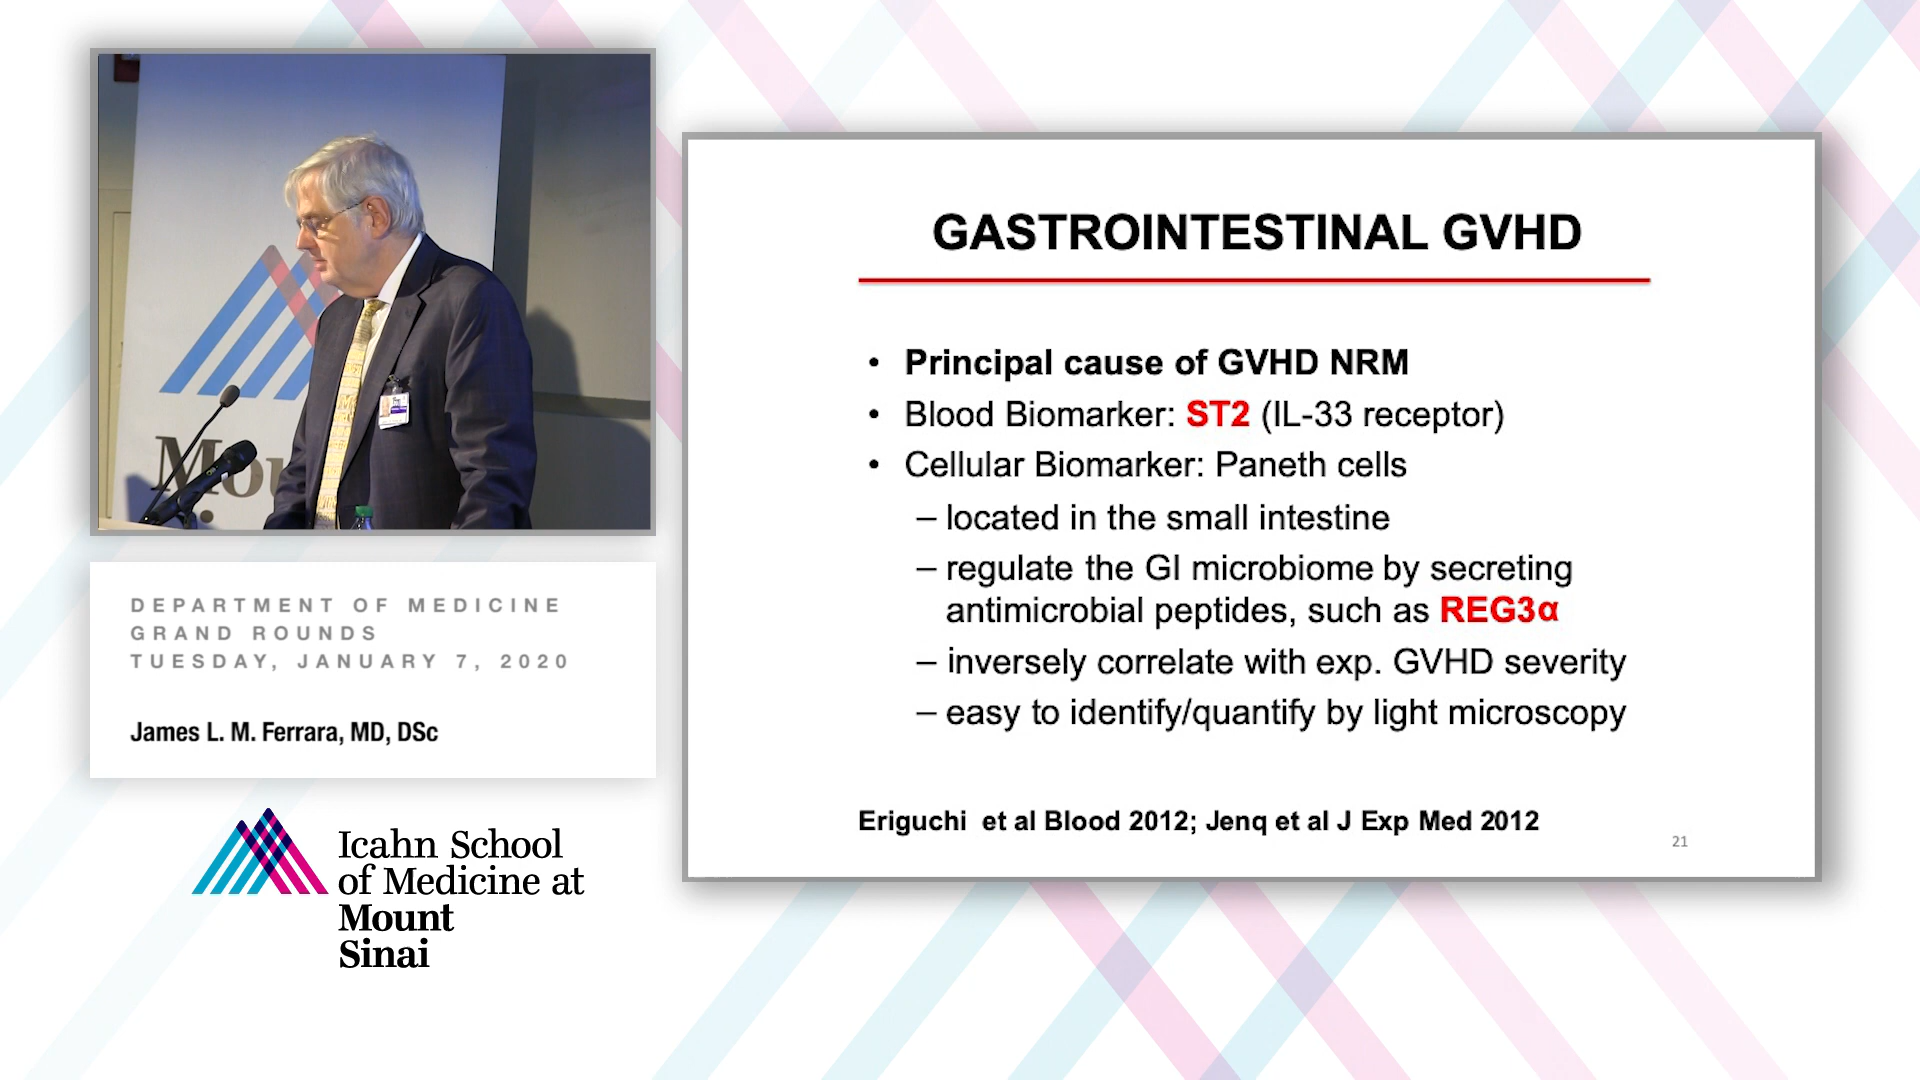 Mou
DEPARTMENT OF MEDICINE
GRAND ROUNDS
TUESDAY, JANUARY 7, 2020
James L. M. Ferrara, MD, DSc
Icahn School
of Medicine at
Mount
Sinai
GASTROINTESTINAL GVHD
• Principal cause of GVHD NRM
• Blood Biomarker: ST2 (IL-33 receptor)
• Cellular Biomarker: Paneth cells
– located in the small intestine
– regulate the GI microbiome by secreting
antimicrobial peptides, such as REG3α
– inversely correlate with exp. GVHD severity
– easy to identify/quantify by light microscopy
Eriguchi et al Blood 2012; Jenq et al J Exp Med 2012
21